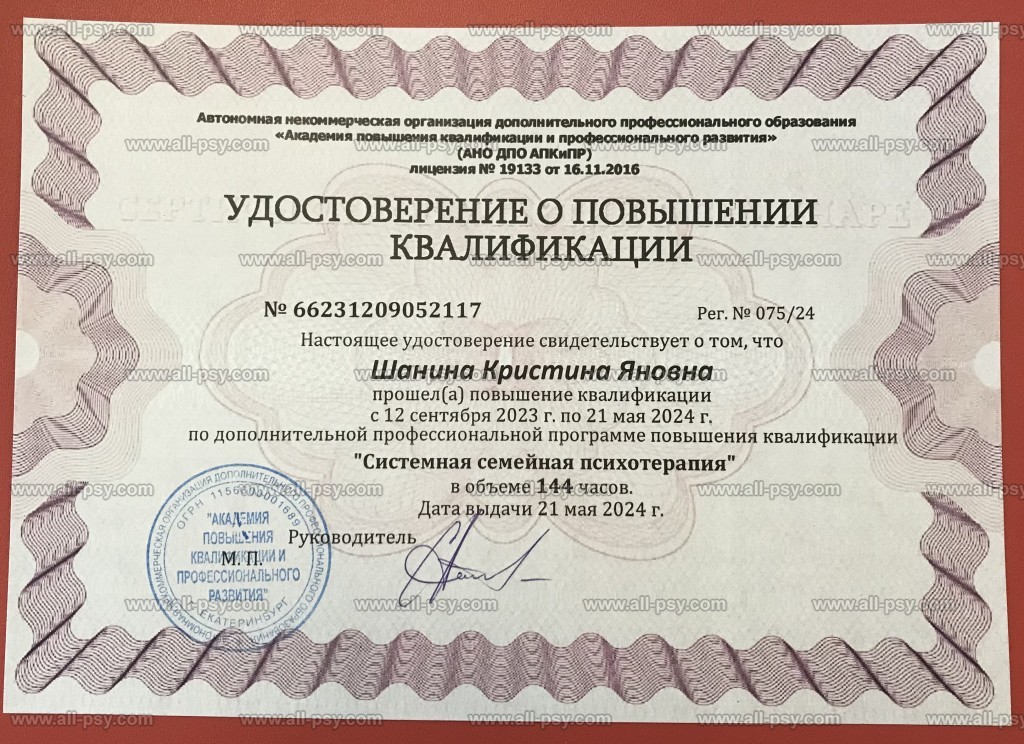 Автономная некоммерческая организация дополнительного профессионального образования
«Академия повышения квалификации и профессионального развития»
(АНО ДПО АПКиПР)
лицензия № 19133 от 16.11.2016
УДОСТОВЕРЕНИЕ О ПОВЫШЕНИИ
КВАЛИФИКАЦИИ
№ 66231209052117
Рег. № 075/24
Настоящее удостоверение свидетельствует о том, что
Шанина Кристина Яновна
прошел(а) повышение квалификации
с 12 сентября 2023 г. по 21 мая 2024 г.
по дополнительной профессиональной программе повышения квалификации
"Системная семейная психотерапия"
в объеме 144 часов.
Дата выдачи 21 мая 2024 г.
Руководитель
М. П.
"АКАДЕМИЯ
ПОВЫШЕНИЯ
КВАЛИФИКАЦИИ И
ПРОФЕССИОНАЛЬНОГО
РАЗВИТИЯ"
ОГРН 1156600001689
ЕКАТЕРИНБУРГ
www.all-psy.com